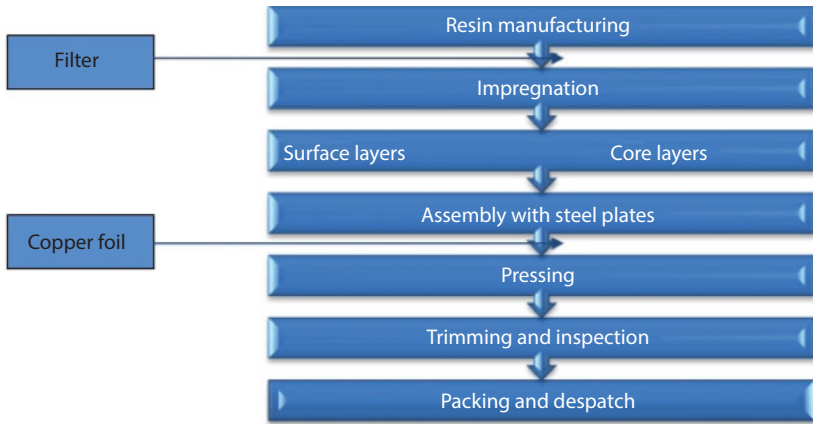 Resin manufacturing
Filter
Impregnation
Surface layers Core layers
Assembly with steel plates
Copper foil
Pressing
Trimming and inspection
Packing and despatch